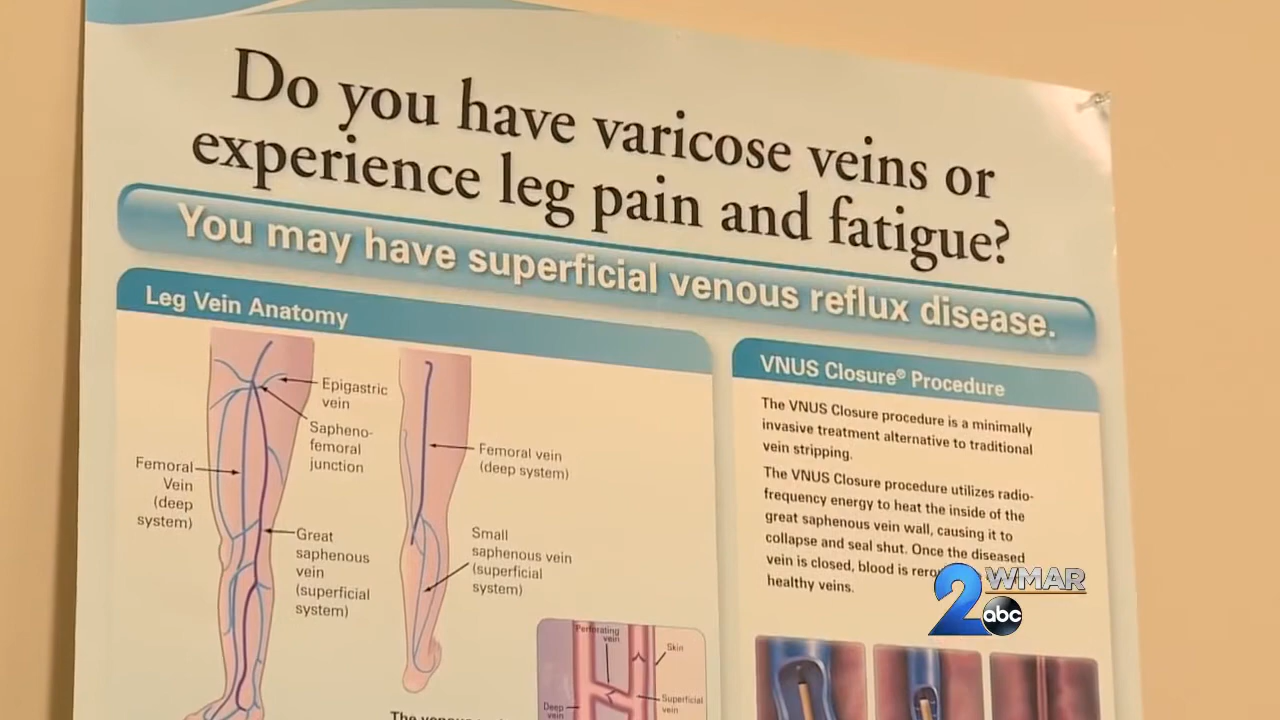 Do you have varicose veins or
experience leg pain and fatigue?
You may have superficial venous reflux disease.
Leg Vein Anatomy
Epigastric
vein
Sapheno-
femoral
junction
Femoral
Vein
(deep
system)
Great
saphenous
vein
(superficial
system)
Femoral vein
(deep system)
Small
saphenous vein
(superficial
system)
Perforating
vein
Skin
Superficial
vein
Deep
vein
The
VNUS Closure® Procedure
The VNUS Closure procedure is a minimally
invasive treatment alternative to traditional
vein stripping.
The VNUS Closure procedure utilizes radio-
frequency energy to heat the inside of the
great saphenous vein wall, causing it to
collapse and seal shut. Once the diseased
vein is closed, blood is
healthy veins.
2 WMAR
abc